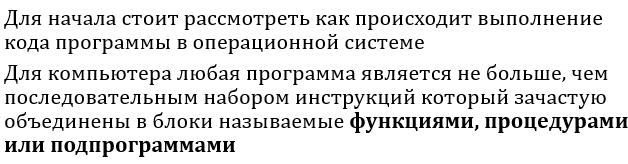 Для начала стоит рассмотреть как происходит выполнение
кода программы в операционной системе
Для компьютера любая программа является не больше, чем
последовательным набором инструкций который зачастую
объединены в блоки называемые функциями, процедурами
или подпрограммами